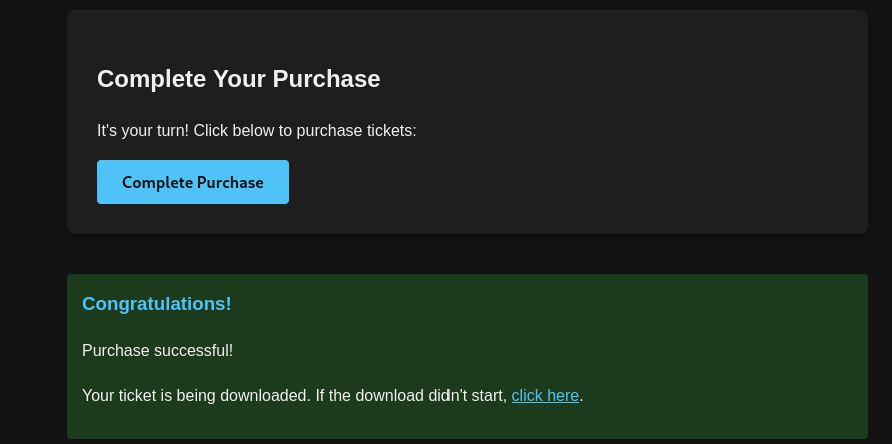 Complete Your Purchase
It's your turn! Click below to purchase tickets:
Complete Purchase
Congratulations!
Purchase successful!
Your ticket is being downloaded. If the download didn't start, click here.